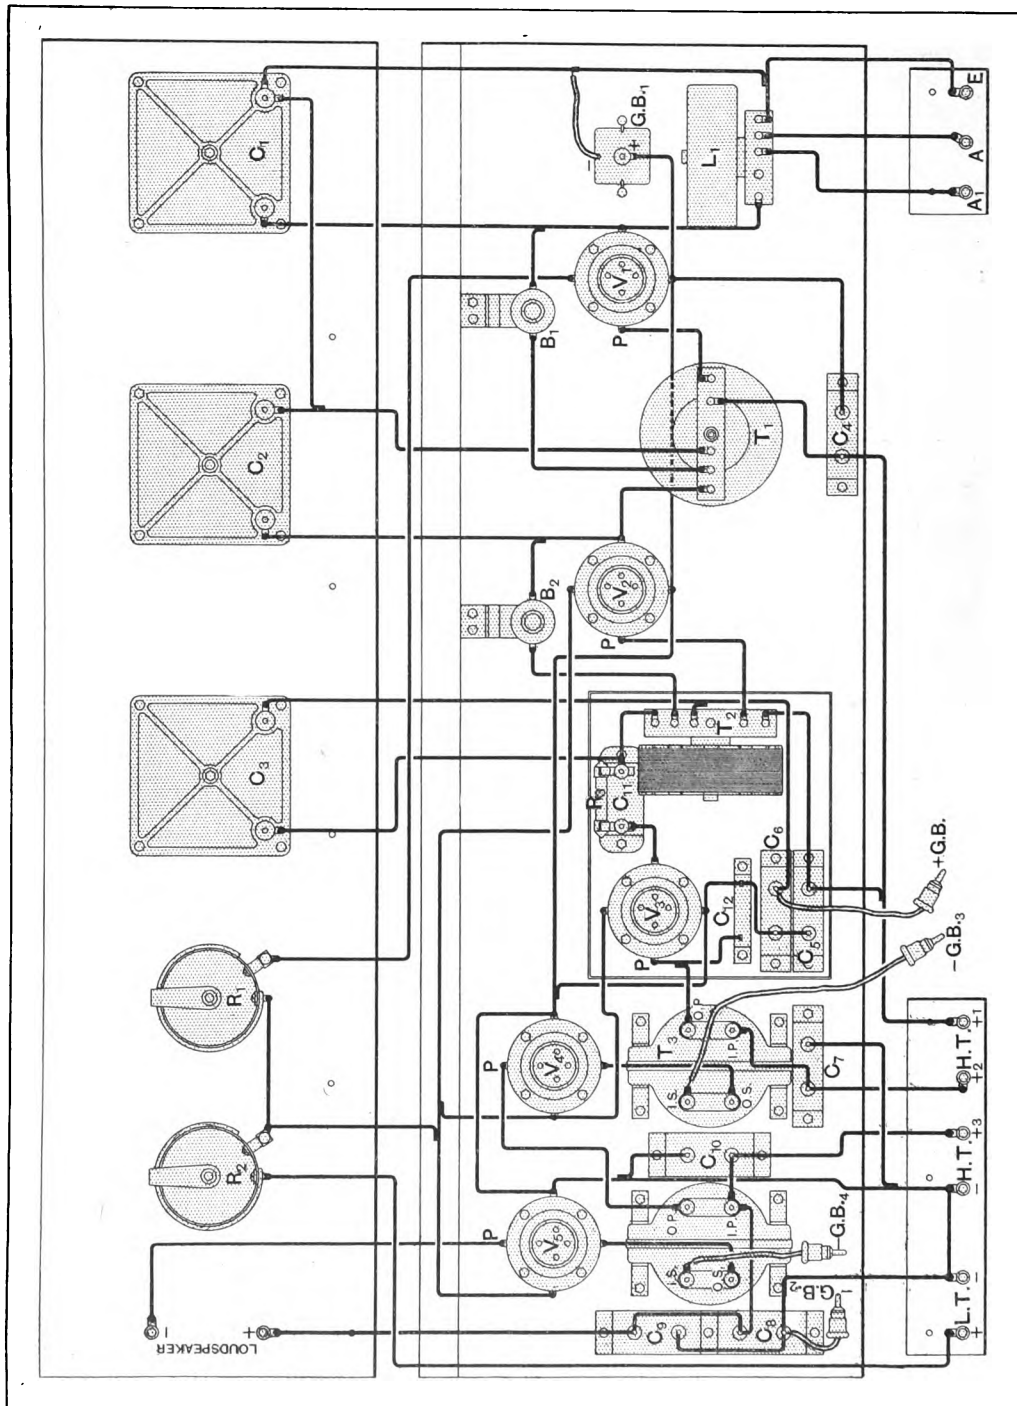 C₁
C₂
C₃
R₁
R₂
LOUDSPEAKER
−
+
G.B.₁
−
+
L₁
E
A
A₁
B₁
V₁
P
T₁
C₄
B₂
V₂
P
T₂
R₃
C₁₁
V₃
P
C₁₂
C₆
C₅
+G.B.
−G.B.₃
V₄
P
T₃
O.P.
I.P.
I.S.
O.S.
C₇
C₁₀
V₅
P
O.P.
I.P.
I.S.
O.S.
G.B.₄
C₉
C₈
G.B.₂
H.T.
+1
+2
H.T.
+3
−
L.T.
−
+